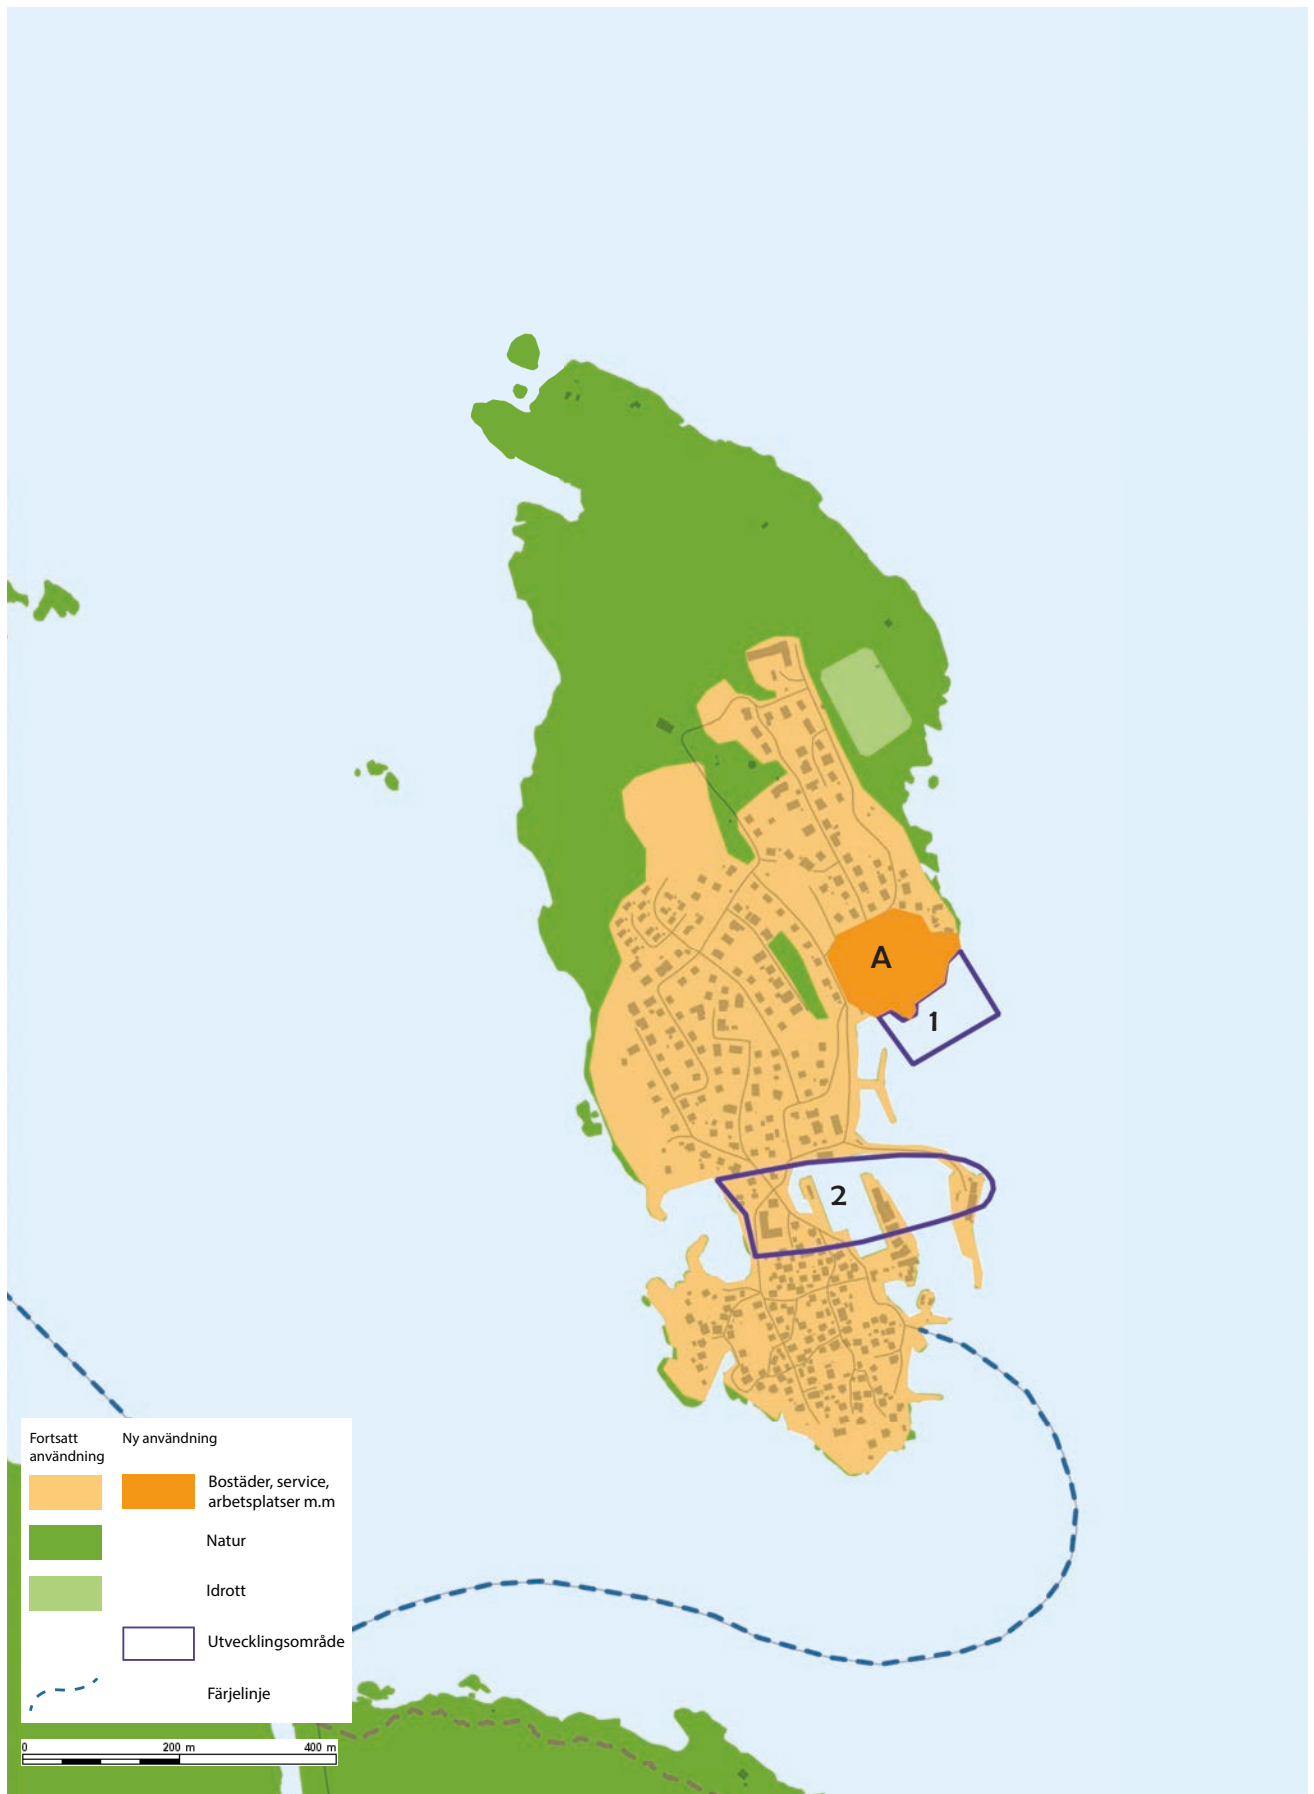 A
1
2
Fortsatt
användning
Ny användning
Bostäder, service,
arbetsplatser m.m
Natur
Idrott
Utvecklingsområde
Färjelinje
0 200 m 400 m